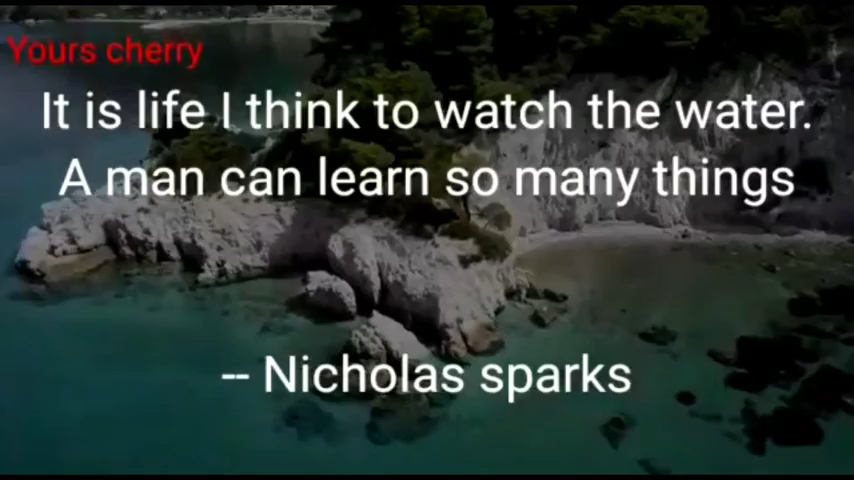 Yours cherry
It is life I think to watch the water.
A man can learn so many things
-- Nicholas sparks